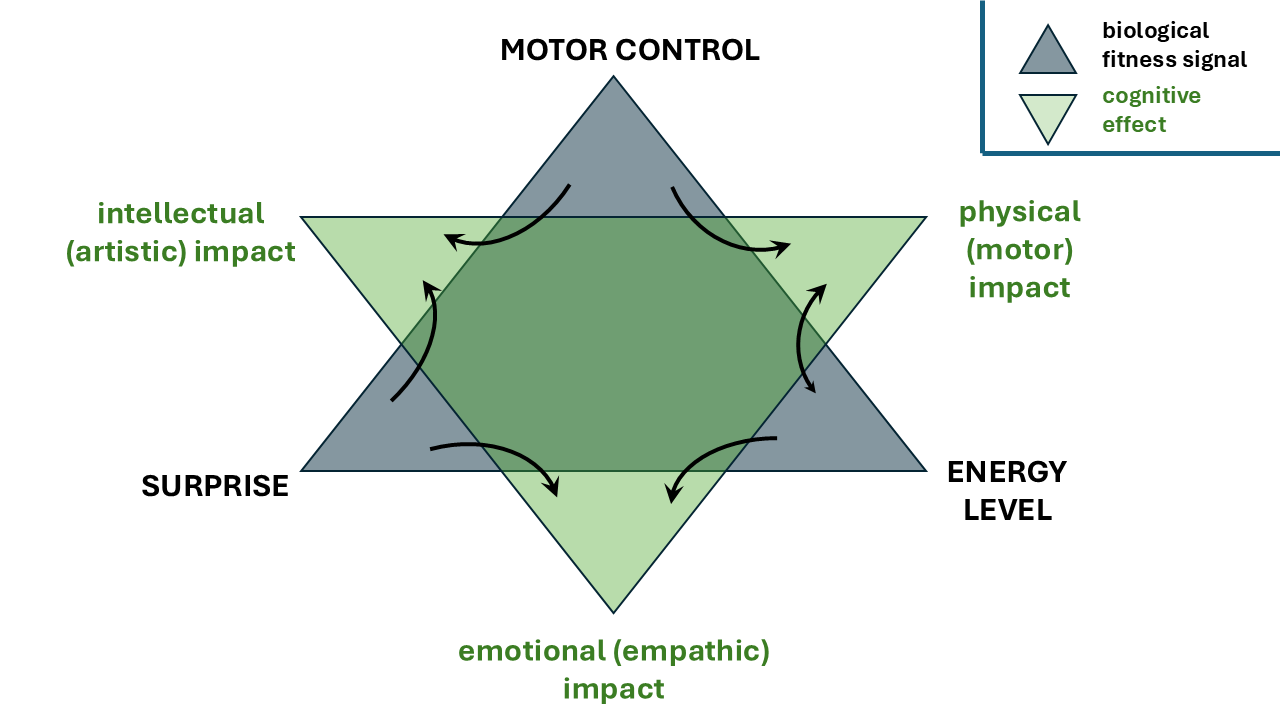 MOTOR CONTROL
biological
fitness signal
cognitive
effect
intellectual
(artistic) impact
physical
(motor)
impact
SURPRISE
ENERGY
LEVEL
emotional (empathic)
impact